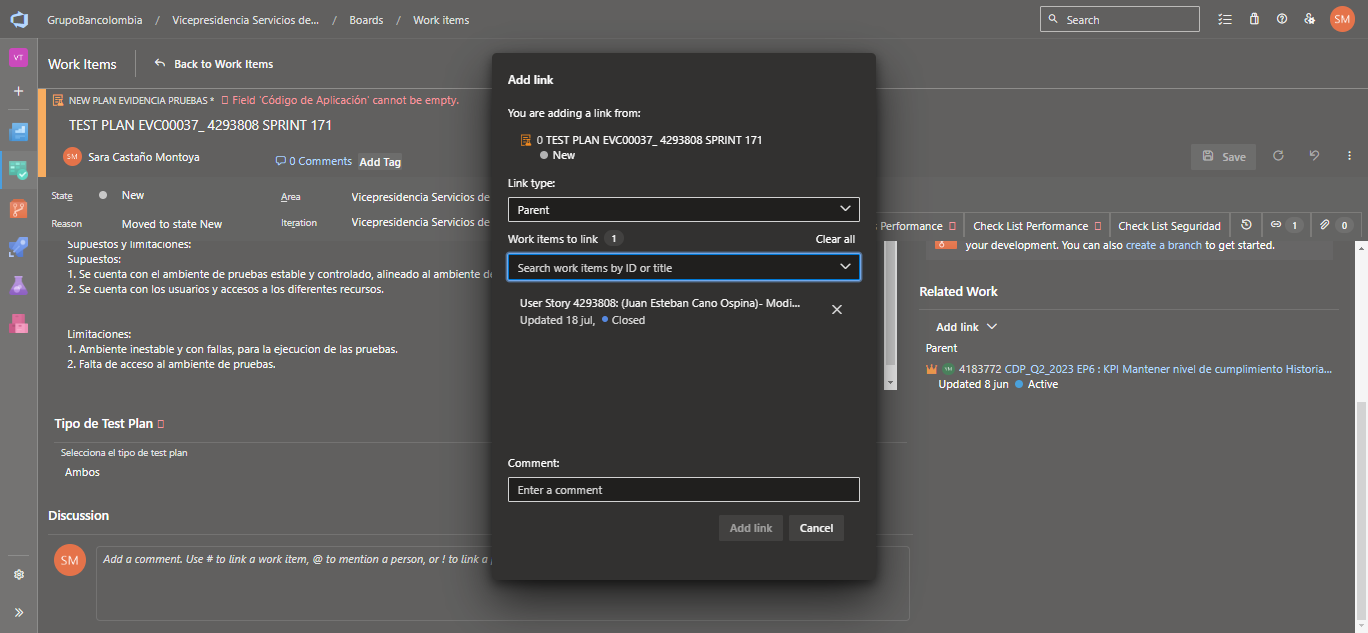 GrupoBancolombia / Vicepresidencia Servicios de... / Boards / Work items
Search
SM
VT
Work Items
Back to Work Items
NEW PLAN EVIDENCIA PRUEBAS * Field 'Código de Aplicación' cannot be empty.
TEST PLAN EVC00037_ 4293808 SPRINT 171
SM Sara Castaño Montoya
0 Comments
Add Tag
Save
State New
Area Vicepresidencia Servicios de
Reason Moved to state New
Iteration Vicepresidencia Servicios de
s Performance
Check List Performance
Check List Seguridad
1
0
Supuestos y limitaciones:
Supuestos:
1. Se cuenta con el ambiente de pruebas estable y controlado, alineado al ambiente de
2. Se cuenta con los usuarios y accesos a los diferentes recursos.
Limitaciones:
1. Ambiente inestable y con fallas, para la ejecucion de las pruebas.
2. Falta de acceso al ambiente de pruebas.
Tipo de Test Plan
Selecciona el tipo de test plan
Ambos
Discussion
SM
Add a comment. Use # to link a work item, @ to mention a person, or ! to link a p
Add link
You are adding a link from:
0 TEST PLAN EVC00037_ 4293808 SPRINT 171
New
Link type:
Parent
Work items to link 1
Clear all
Search work items by ID or title
User Story 4293808: (Juan Esteban Cano Ospina)- Modi...
Updated 18 jul, Closed
Comment:
Enter a comment
Add link
Cancel
your development. You can also create a branch to get started.
Related Work
Add link
Parent
4183772 CDP_Q2_2023 EP6 : KPI Mantener nivel de cumplimiento Historia...
Updated 8 jun Active